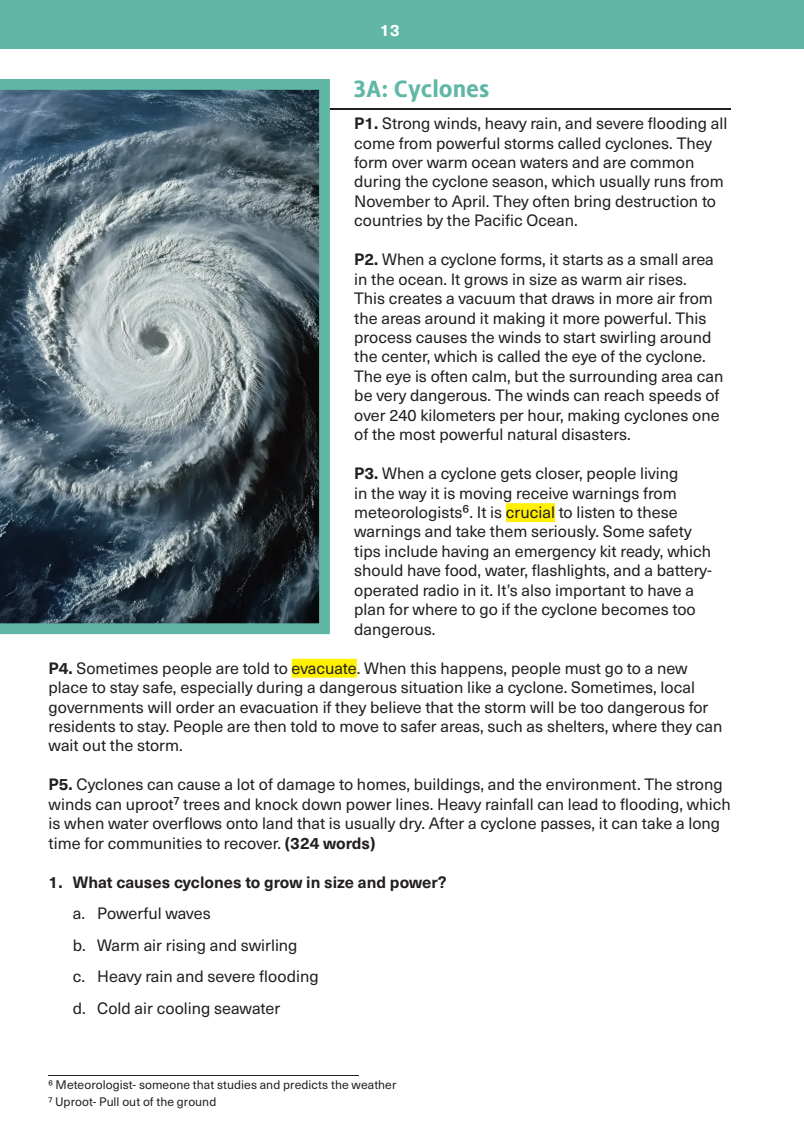 13
3A: Cyclones
P1. Strong winds, heavy rain, and severe flooding all
come from powerful storms called cyclones. They
form over warm ocean waters and are common
during the cyclone season, which usually runs from
November to April. They often bring destruction to
countries by the Pacific Ocean.
P2. When a cyclone forms, it starts as a small area
in the ocean. It grows in size as warm air rises.
This creates a vacuum that draws in more air from
the areas around it making it more powerful. This
process causes the winds to start swirling around
the center, which is called the eye of the cyclone.
The eye is often calm, but the surrounding area can
be very dangerous. The winds can reach speeds of
over 240 kilometers per hour, making cyclones one
of the most powerful natural disasters.
P3. When a cyclone gets closer, people living
in the way it is moving receive warnings from
meteorologists⁶. It is crucial to listen to these
warnings and take them seriously. Some safety
tips include having an emergency kit ready, which
should have food, water, flashlights, and a battery-
operated radio in it. It's also important to have a
plan for where to go if the cyclone becomes too
dangerous.
P4. Sometimes people are told to evacuate. When this happens, people must go to a new
place to stay safe, especially during a dangerous situation like a cyclone. Sometimes, local
governments will order an evacuation if they believe that the storm will be too dangerous for
residents to stay. People are then told to move to safer areas, such as shelters, where they can
wait out the storm.
P5. Cyclones can cause a lot of damage to homes, buildings, and the environment. The strong
winds can uproot⁷ trees and knock down power lines. Heavy rainfall can lead to flooding, which
is when water overflows onto land that is usually dry. After a cyclone passes, it can take a long
time for communities to recover. (324 words)
1. What causes cyclones to grow in size and power?
a. Powerful waves
b. Warm air rising and swirling
c. Heavy rain and severe flooding
d. Cold air cooling seawater
⁶ Meteorologist- someone that studies and predicts the weather
⁷ Uproot- Pull out of the ground